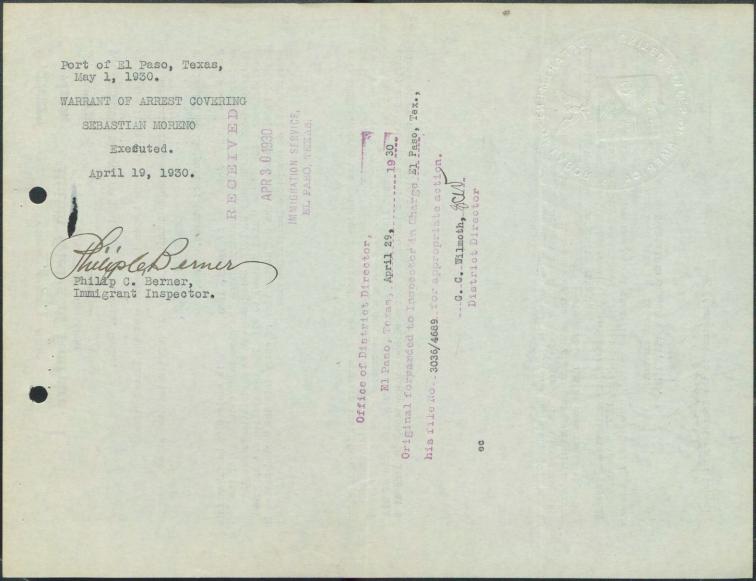 Port of El Paso, Texas,
May 1, 1930.
WARRANT OF ARREST COVERING
SEBASTIAN MORENO
Executed.
April 19, 1930.
Philip C. Berner
Philip C. Berner,
Immigrant Inspector.
RECEIVED
APR 30 1930
IMMIGRATION SERVICE,
EL PASO, TEXAS.
Office of District Director,
El Paso, Texas, April 29, 1930
Original forwarded to Inspector in Charge El Paso, Tex.,
his file No. 3036/4689 for appropriate action.
G. C. Wilmoth,
District Director
cc